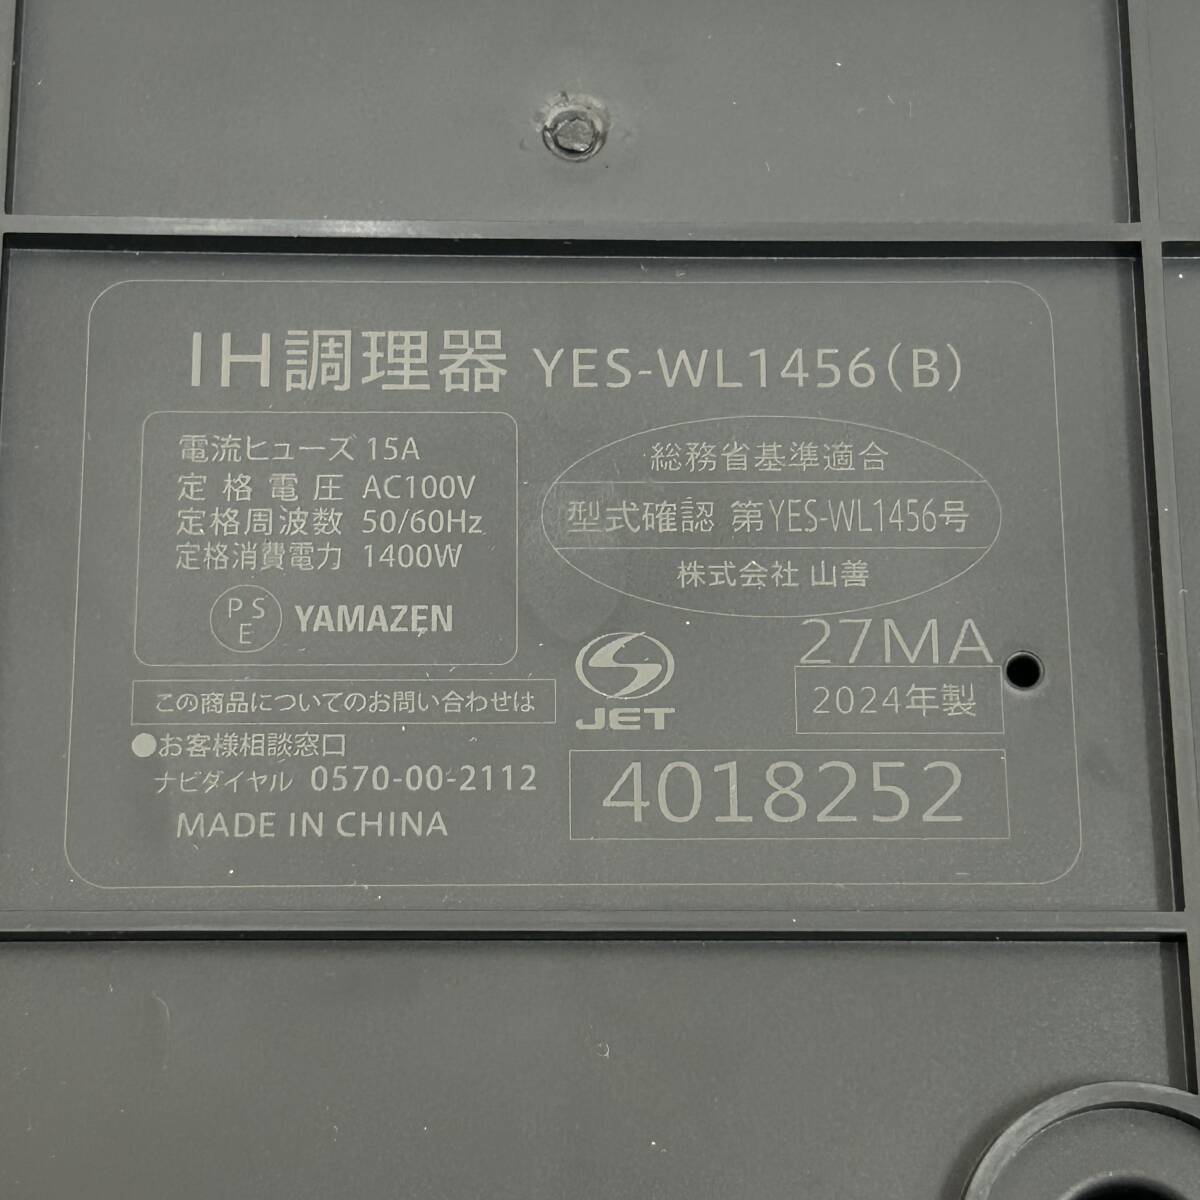 IH調理器 YES-WL1456(B)
電流ヒューズ 15A
定格電圧 AC100V
定格周波数 50/60Hz
定格消費電力 1400W
PSE YAMAZEN
総務省基準適合
型式確認 第YES-WL1456号
株式会社 山善
JET
27MA
2024年製
この商品についてのお問い合わせは
●お客様相談窓口
ナビダイヤル 0570-00-2112
MADE IN CHINA
4018252